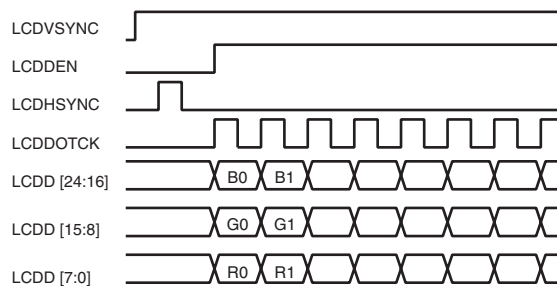 LCDVSYNC
LCDDEN
LCDHSYNC
LCDDOTCK
LCDD [24:16] B0 B1
LCDD [15:8] G0 G1
LCDD [7:0] R0 R1